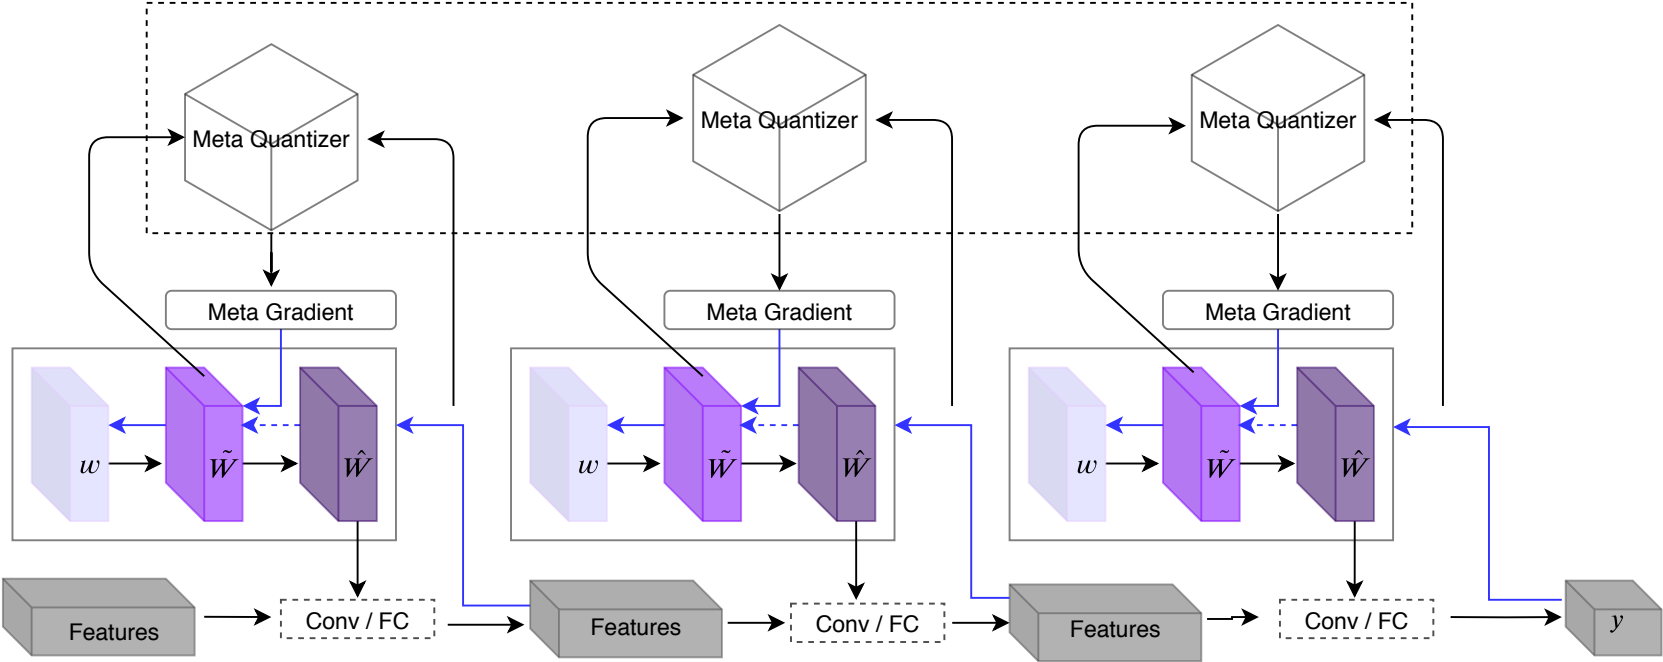 Meta Quantizer
Meta Quantizer
Meta Quantizer
Meta Gradient
Meta Gradient
Meta Gradient
w W̃ Ŵ
w W̃ Ŵ
w W̃ Ŵ
Features
Conv / FC
Features
Conv / FC
Features
Conv / FC
y